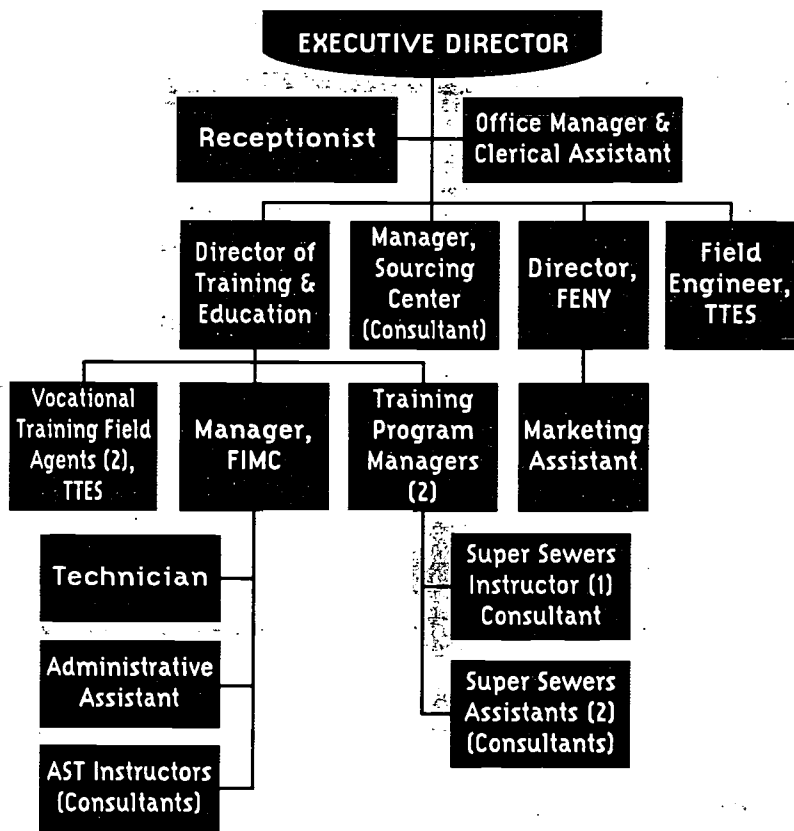 EXECUTIVE DIRECTOR
Receptionist
Office Manager &
Clerical Assistant
Director of
Training &
Education
Manager,
Sourcing
Center
(Consultant)
Director,
FENY
Field
Engineer,
TTES
Vocational
Training Field
Agents (2),
TTES
Manager,
FIMC
Training
Program
Managers
(2)
Marketing
Assistant
Technician
Administrative
Assistant
AST Instructors
(Consultants)
Super Sewers
Instructor (1)
Consultant
Super Sewers
Assistants (2)
(Consultants)